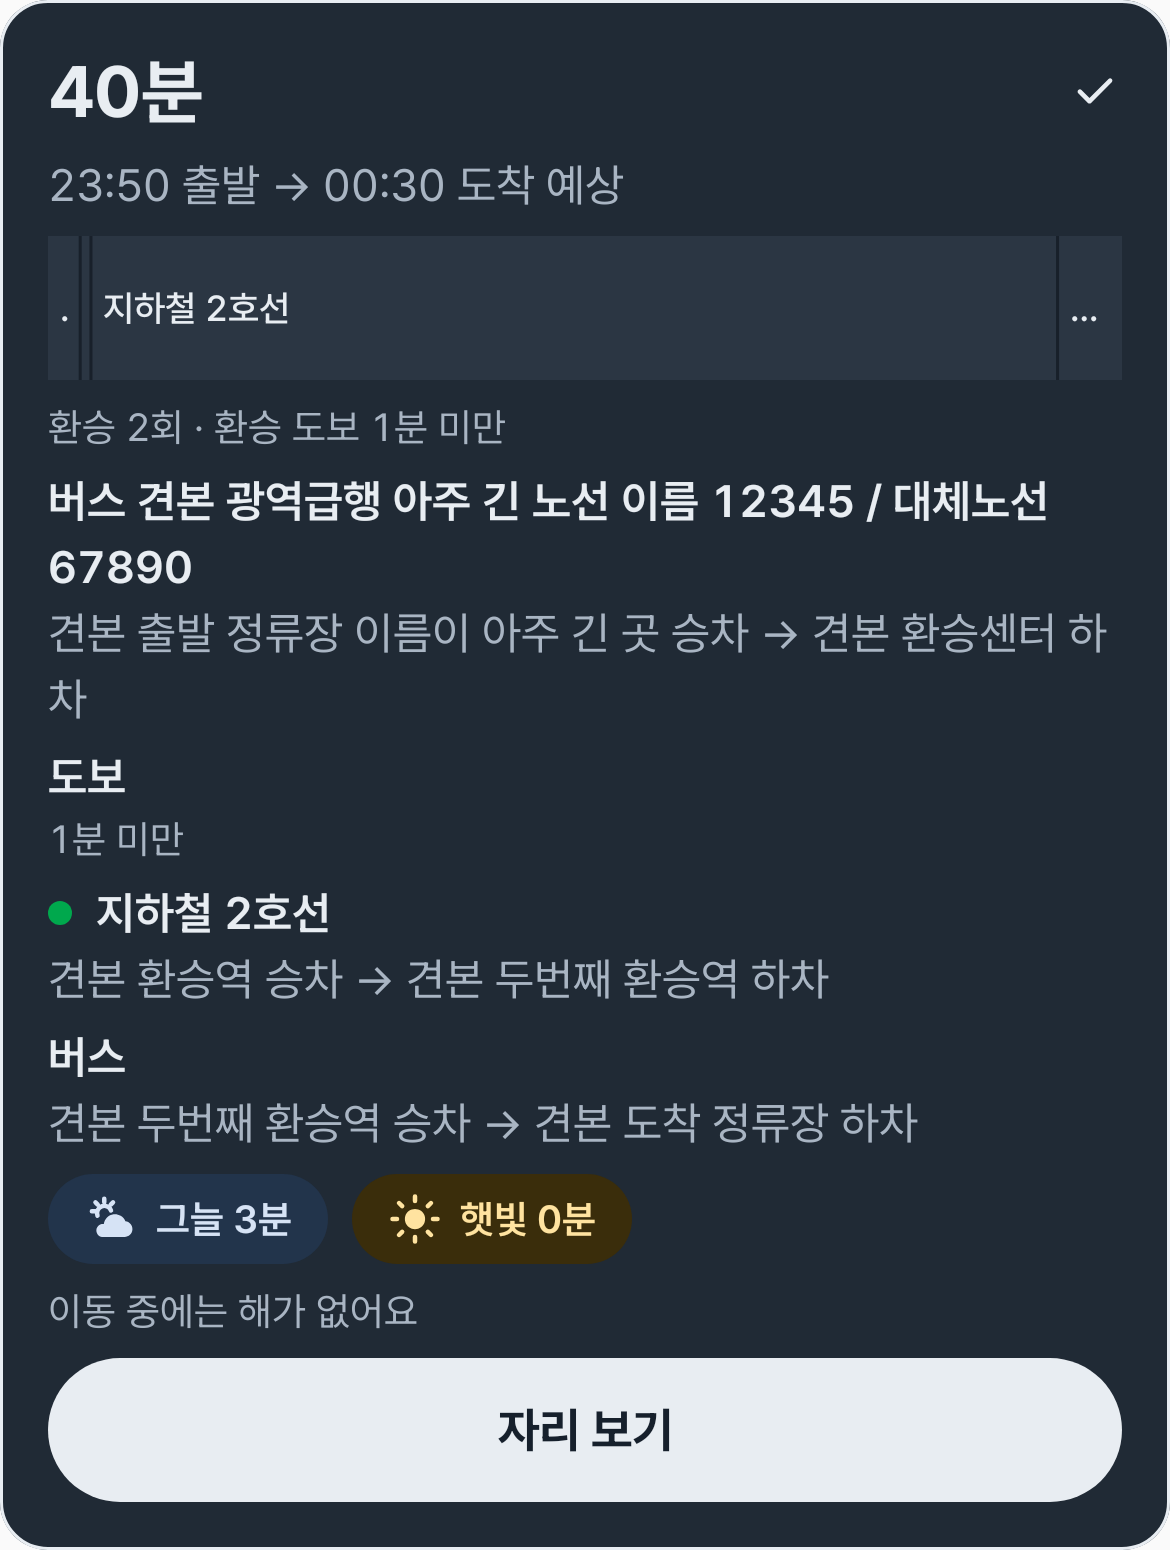 40분
23:50 출발 → 00:30 도착 예상
. 지하철 2호선 ...
환승 2회 · 환승 도보 1분 미만
버스 견본 광역급행 아주 긴 노선 이름 12345 / 대체노선
67890
견본 출발 정류장 이름이 아주 긴 곳 승차 → 견본 환승센터 하
차
도보
1분 미만
지하철 2호선
견본 환승역 승차 → 견본 두번째 환승역 하차
버스
견본 두번째 환승역 승차 → 견본 도착 정류장 하차
그늘 3분 햇빛 0분
이동 중에는 해가 없어요
자리 보기